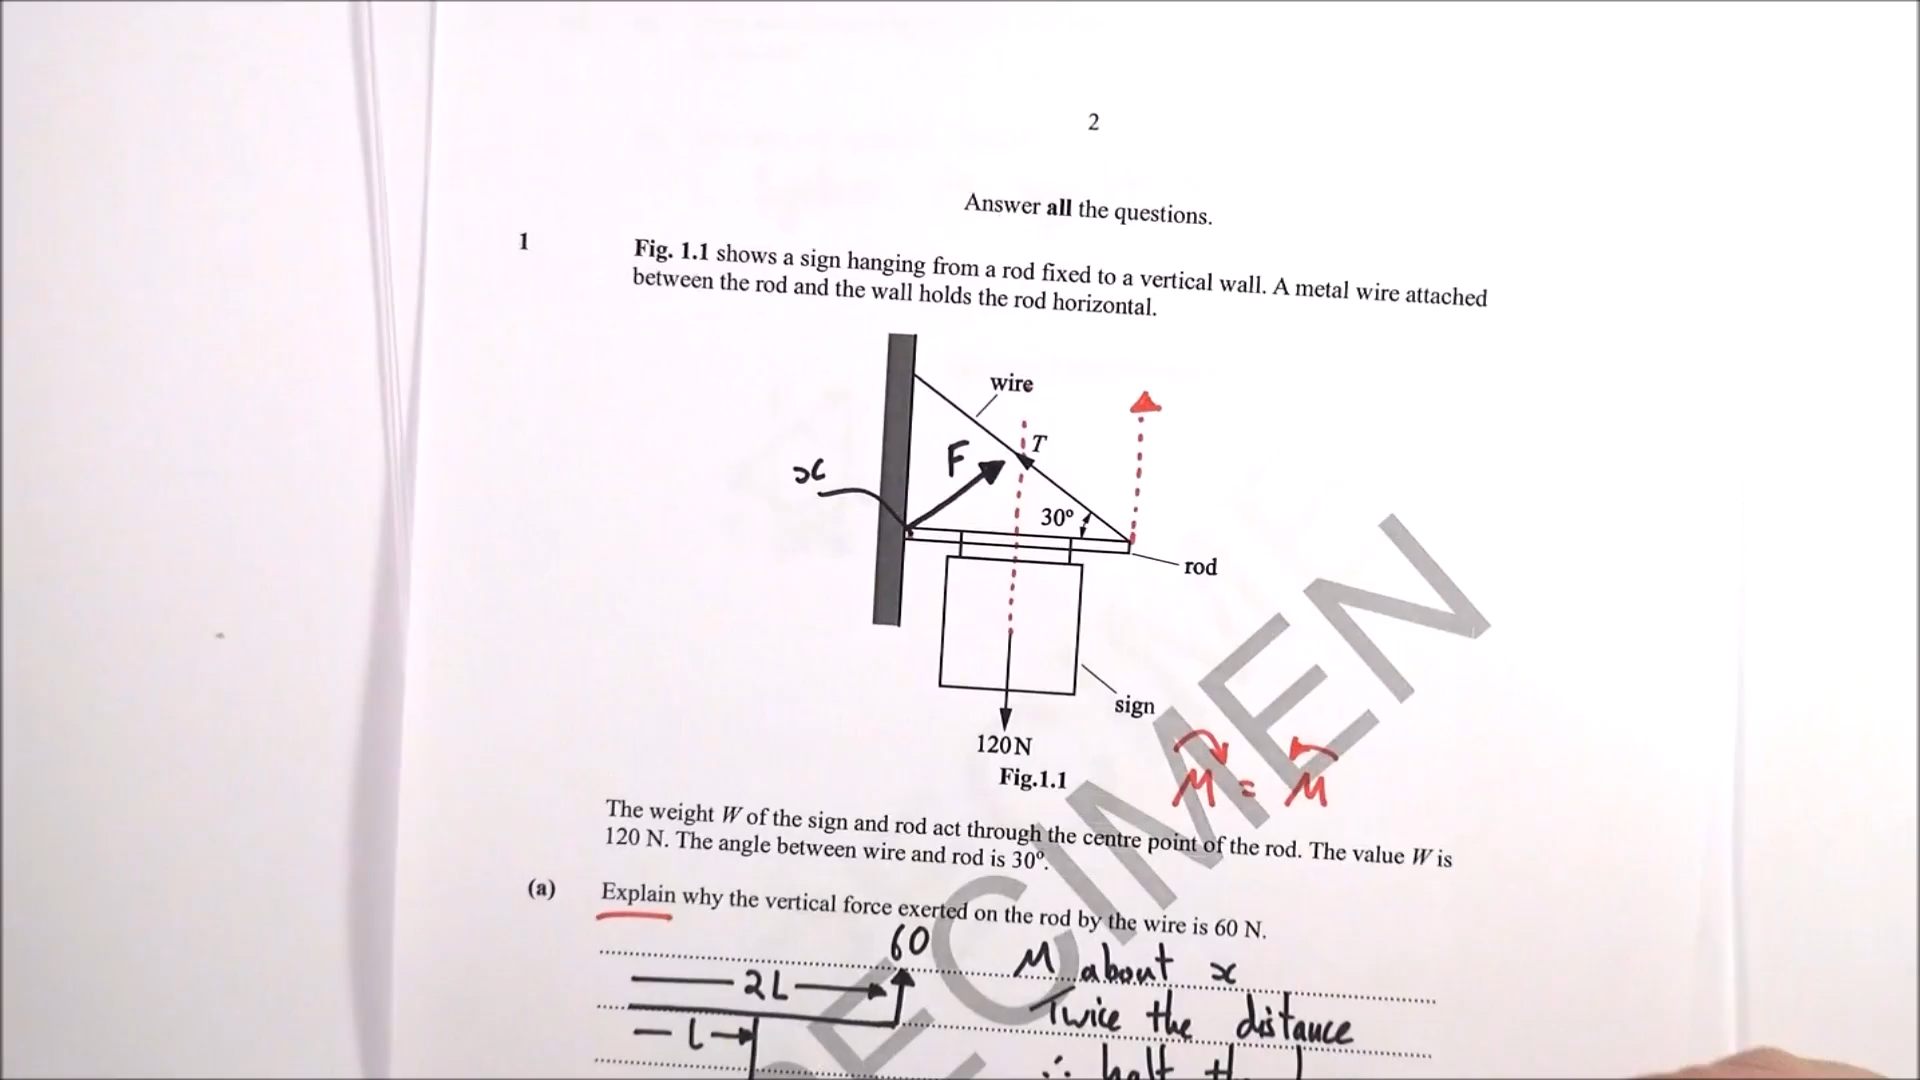 2
Answer all the questions.
1
Fig. 1.1 shows a sign hanging from a rod fixed to a vertical wall. A metal wire attached
between the rod and the wall holds the rod horizontal.
wire
T
F
x
30°
rod
sign
120N
Fig.1.1
M = M
The weight W of the sign and rod act through the centre point of the rod. The value W is
120 N. The angle between wire and rod is 30°.
(a) Explain why the vertical force exerted on the rod by the wire is 60 N.
60
M about x
2L
Twice the distance
L
∴ half
SPECIMEN